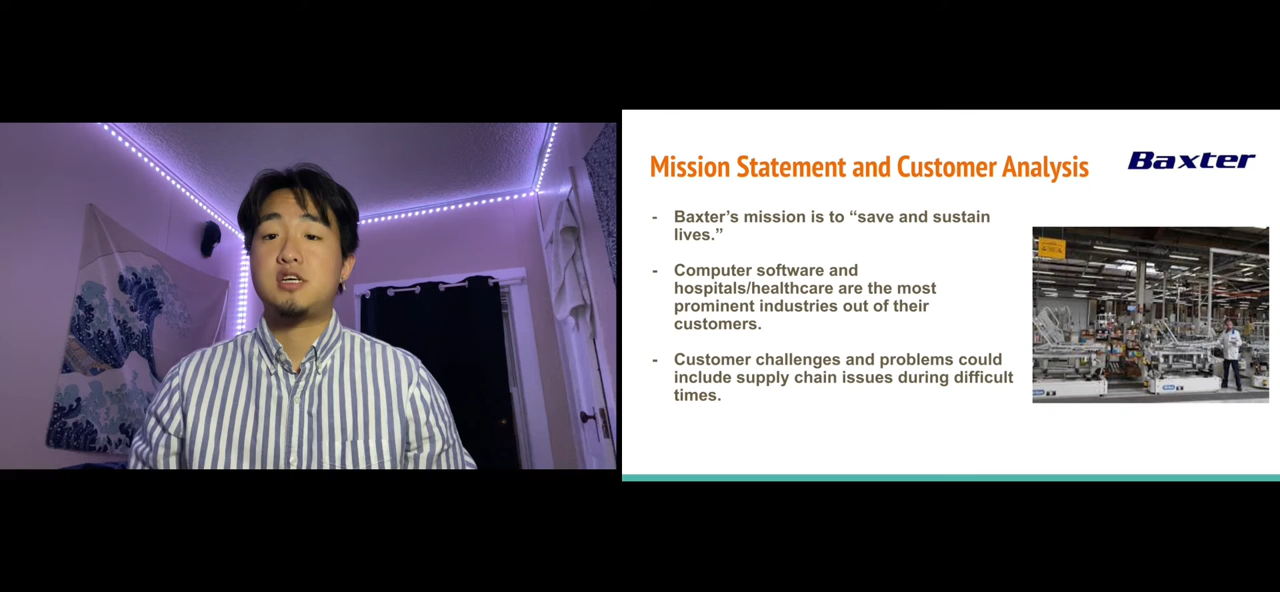 Mission Statement and Customer Analysis
Baxter
- Baxter’s mission is to “save and sustain
lives.”
- Computer software and
hospitals/healthcare are the most
prominent industries out of their
customers.
- Customer challenges and problems could
include supply chain issues during difficult
times.